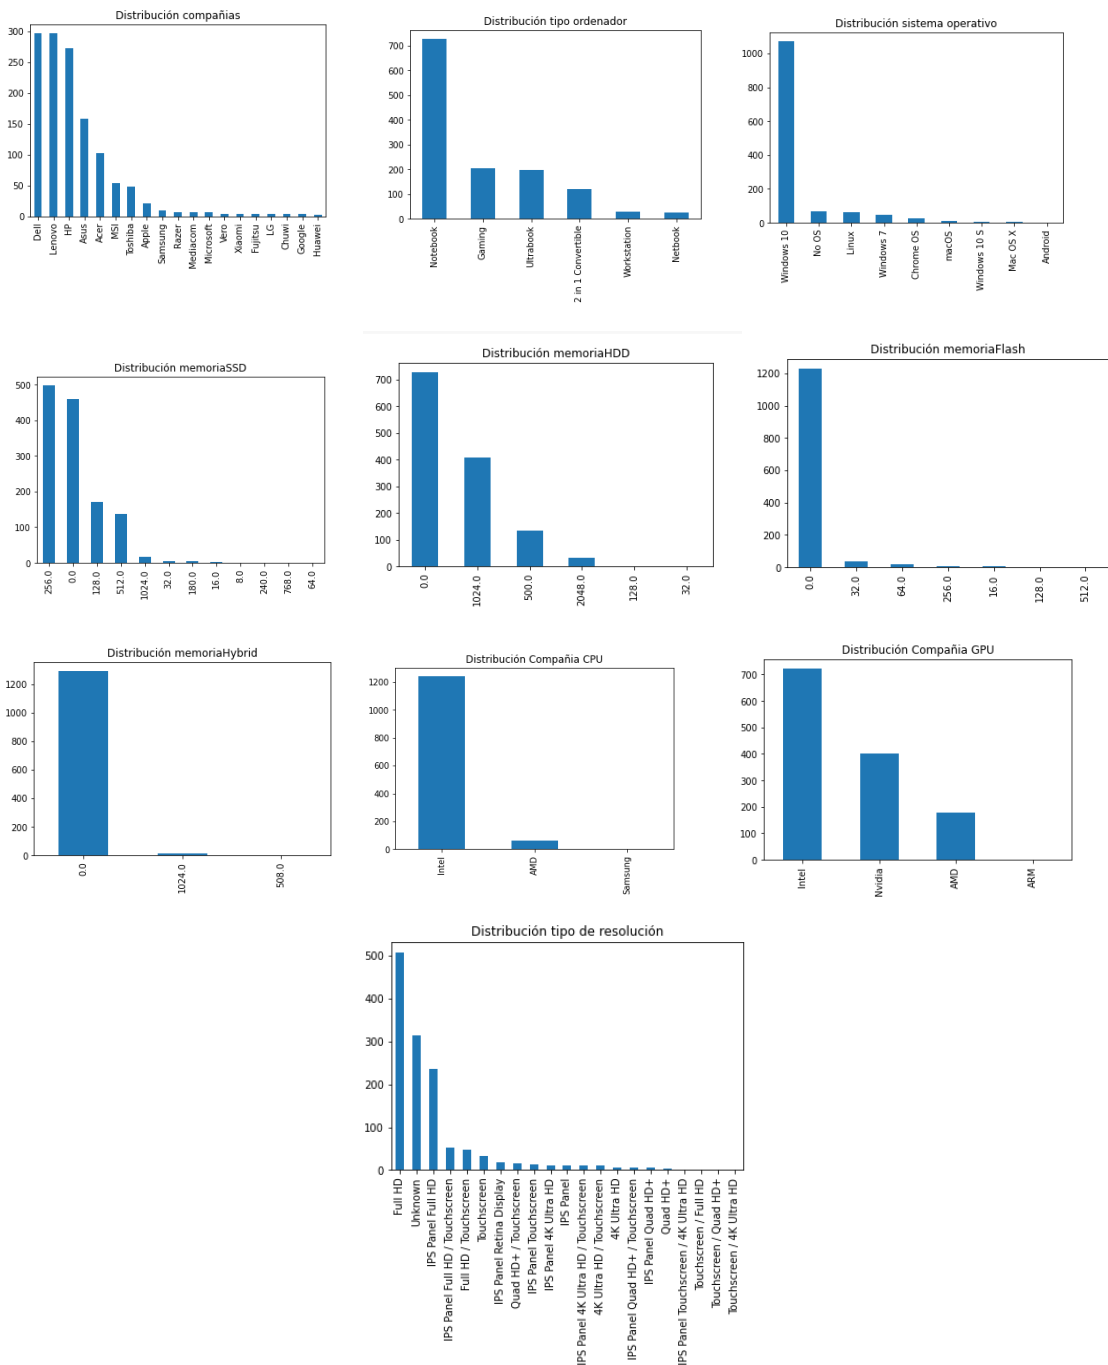 Distribución compañias
300
250
200
150
100
50
0
Dell
Lenovo
HP
Asus
Acer
MSI
Toshiba
Apple
Samsung
Razer
Mediacom
Microsoft
Vero
Xiaomi
Fujitsu
LG
Chuwi
Google
Huawei
Distribución tipo ordenador
700
600
500
400
300
200
100
0
Notebook
Gaming
Ultrabook
2 in 1 Convertible
Workstation
Netbook
Distribución sistema operativo
1000
800
600
400
200
0
Windows 10
No OS
Linux
Windows 7
Chrome OS
macOS
Windows 10 S
Mac OS X
Android
Distribución memoriaSSD
500
400
300
200
100
0
256.0
0.0
128.0
512.0
1024.0
32.0
180.0
16.0
8.0
240.0
768.0
64.0
Distribución memoriaHDD
700
600
500
400
300
200
100
0
0.0
1024.0
500.0
2048.0
128.0
32.0
Distribución memoriaFlash
1200
1000
800
600
400
200
0
0.0
32.0
64.0
256.0
16.0
128.0
512.0
Distribución memoriaHybrid
1200
1000
800
600
400
200
0
0.0
1024.0
508.0
Distribución Compañia CPU
1200
1000
800
600
400
200
0
Intel
AMD
Samsung
Distribución Compañia GPU
700
600
500
400
300
200
100
0
Intel
Nvidia
AMD
ARM
Distribución tipo de resolución
500
400
300
200
100
0
Full HD
Unknown
IPS Panel Full HD
IPS Panel Full HD / Touchscreen
Full HD / Touchscreen
Touchscreen
IPS Panel Retina Display
Quad HD+ / Touchscreen
IPS Panel Touchscreen
IPS Panel 4K Ultra HD
IPS Panel
IPS Panel 4K Ultra HD / Touchscreen
4K Ultra HD / Touchscreen
4K Ultra HD
IPS Panel Quad HD+ / Touchscreen
IPS Panel Quad HD+
Quad HD+
IPS Panel Touchscreen / 4K Ultra HD
Touchscreen / Full HD
Touchscreen / Quad HD+
Touchscreen / 4K Ultra HD